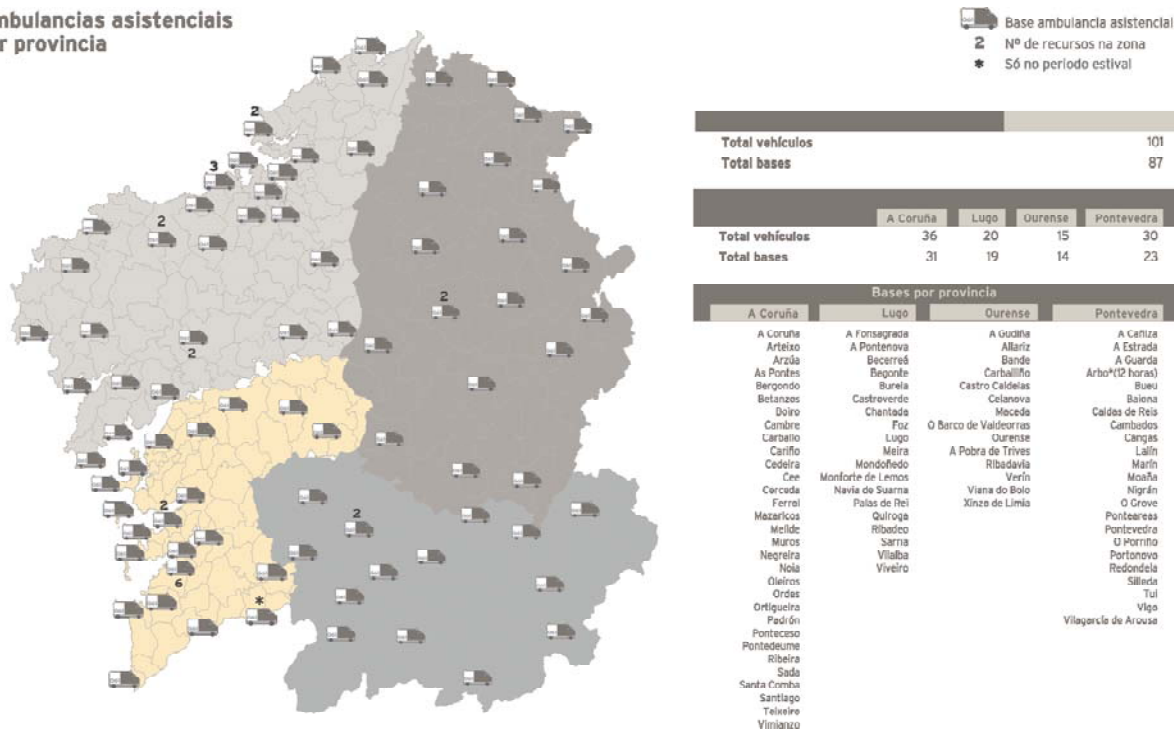 mbulancias asistenciais
r provincia
Base ambulancia asistencial
2 Nº de recursos na zona
* Só no periodo estival
2
3
2
2
2
2
2
6
*
Total vehículos 101
Total bases 87
A Coruña Lugo Ourense Pontevedra
Total vehículos 36 20 15 30
Total bases 31 19 14 23
Bases por provincia
A Coruña Lugo Ourense Pontevedra
A Coruña A Fonsagrada A Gudiña A Cañiza
Arteixo A Pontenova Allariz A Estrada
Arzúa Becerreá Bande A Guarda
As Pontes Begonte Carballiño Arbo*(12 horas)
Bergondo Burela Castro Caldelas Bueu
Betanzos Castroverde Celanova Baiona
Boiro Chantada Maceda Caldas de Reis
Cambre Foz O Barco de Valdeorras Cambados
Carballo Lugo Ourense Cangas
Cariño Meira A Pobra de Trives Lalín
Cedeira Mondoñedo Ribadavia Marín
Cee Monforte de Lemos Verín Moaña
Cerceda Navia de Suarna Viana do Bolo Nigrán
Ferrol Palas de Rei Xinzo de Limia O Grove
Mazaricos Quiroga Ponteareas
Melide Ribadeo Pontevedra
Muros Sarria O Porriño
Negreira Vilalba Portonovo
Noia Viveiro Redondela
Oleiros Silleda
Ordes Tui
Ortigueira Vigo
Padrón Vilagarcía de Arousa
Ponteceso
Pontedeume
Ribeira
Sada
Santa Comba
Santiago
Teixeiro
Vimianzo